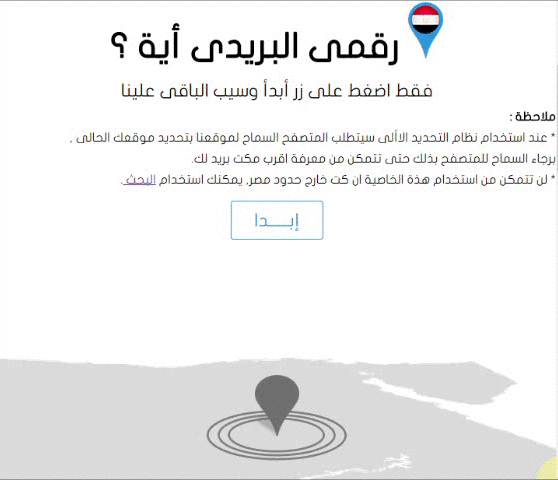 رقمى البريدى أية ؟
فقط اضغط على زر أبدأ وسيب الباقى علينا
ملاحظة :
* عند استخدام نظام التحديد الاألى سيتطلب المتصفح السماح لموقعنا بتحديد موقعك الحالى ,
برجاء السماح للمتصفح بذلك حتى تتمكن من معرفة اقرب مكت بريد لك.
* لن تتمكن من استخدام هذة الخاصية ان كت خارج حدود مصر, يمكنك استخدام البحث .
إبـــدا